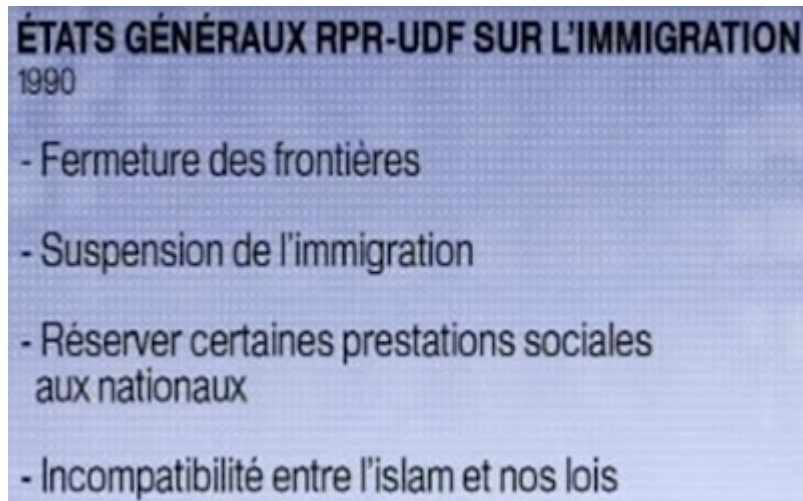 ÉTATS GÉNÉRAUX RPR-UDF SUR L'IMMIGRATION
1990
- Fermeture des frontières
- Suspension de l'immigration
- Réserver certaines prestations sociales
aux nationaux
- Incompatibilité entre l'islam et nos lois